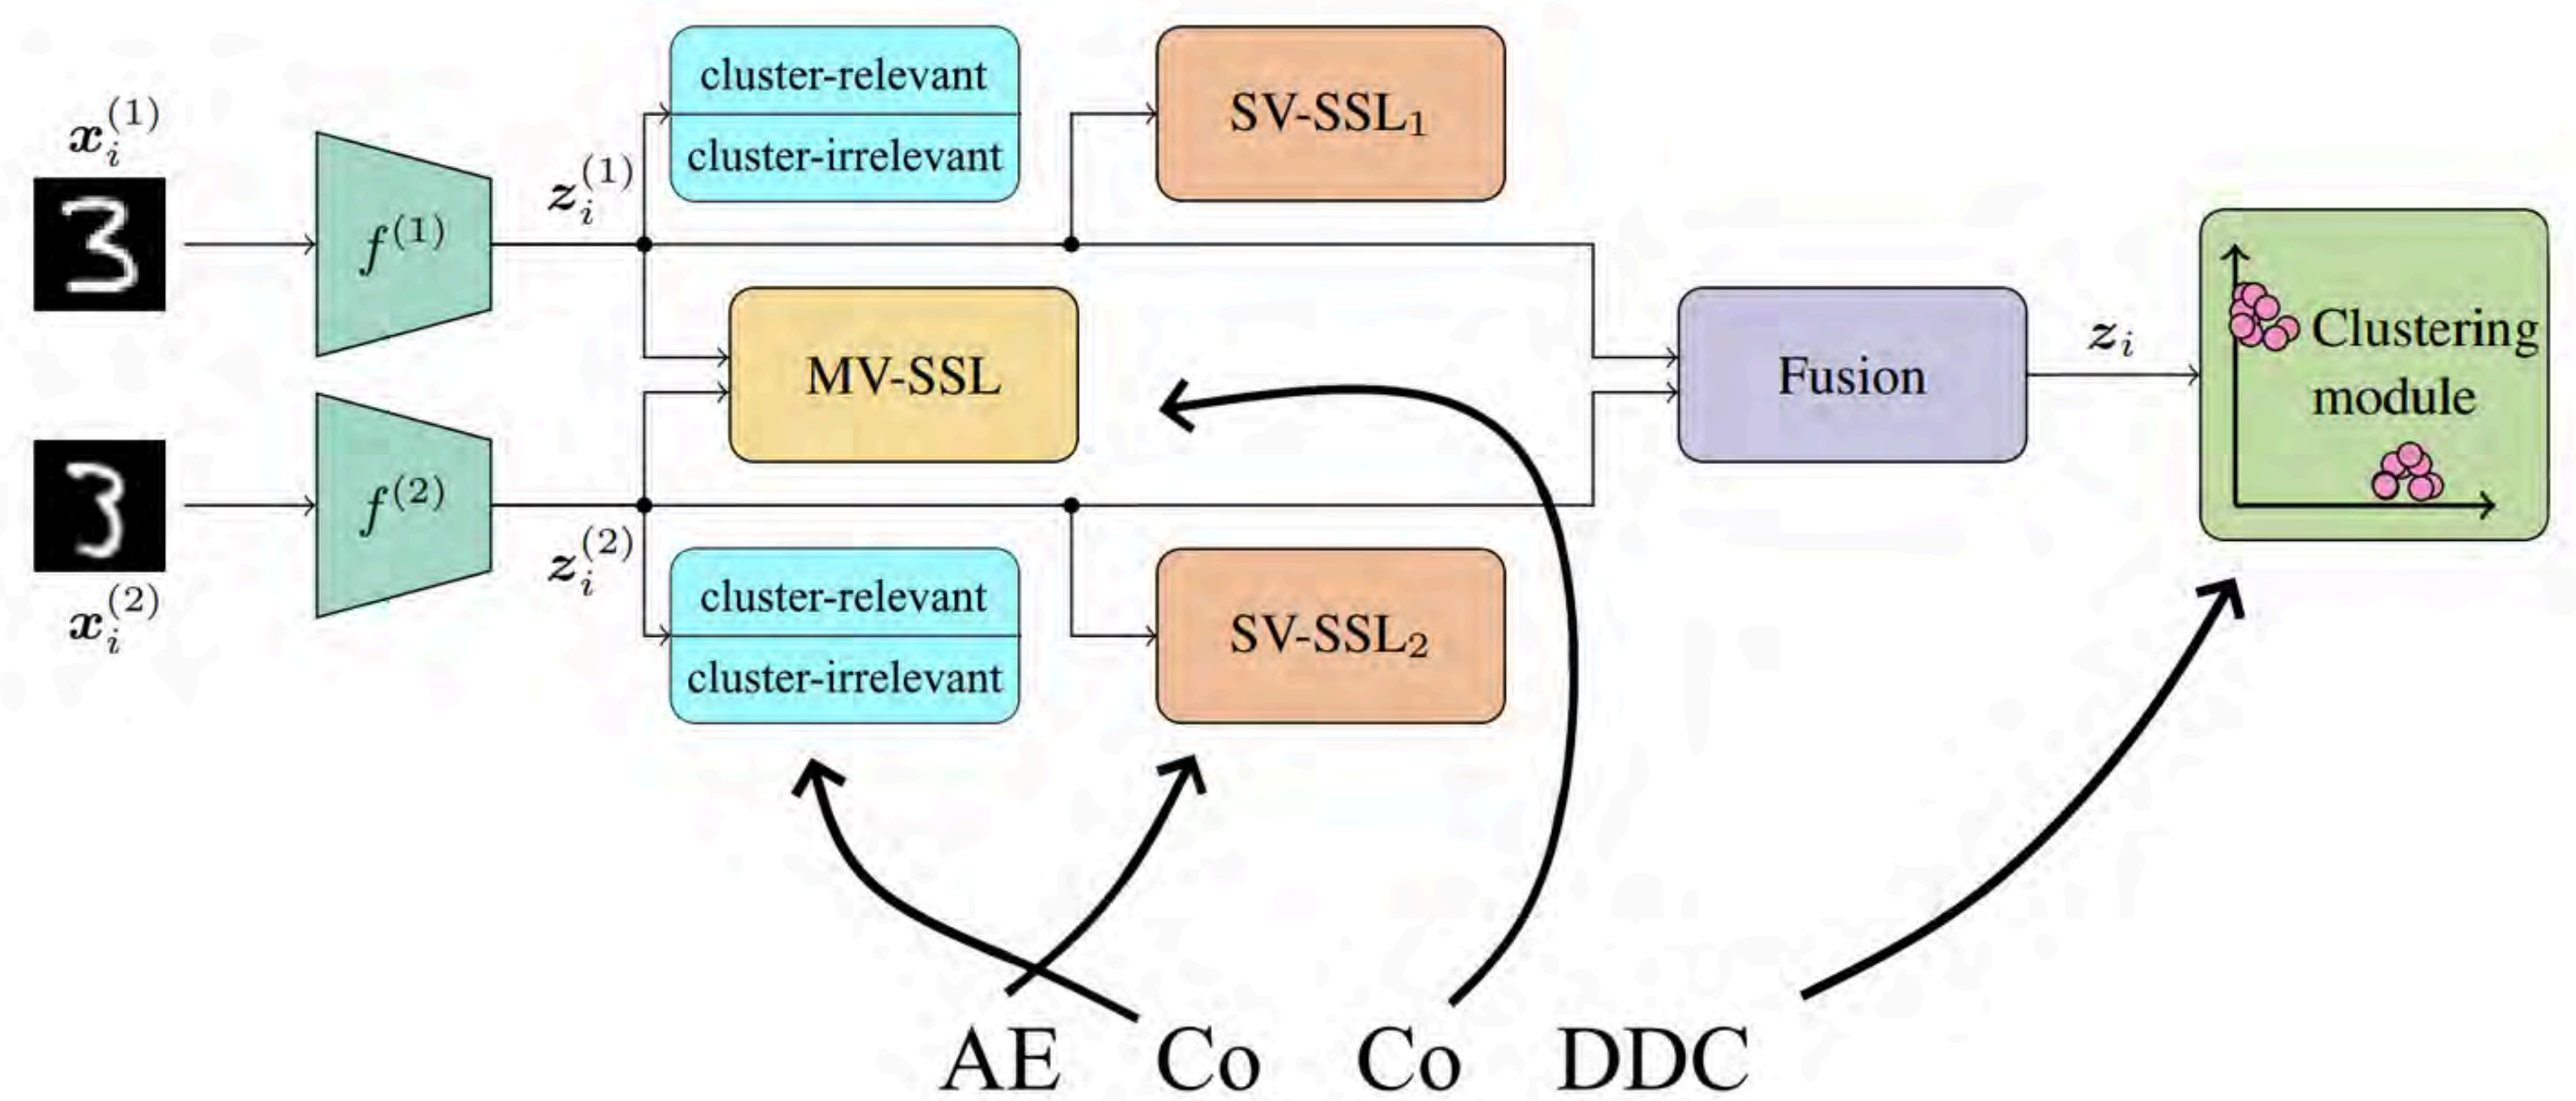 x_i^(1)
f^(1)
z_i^(1)
cluster-relevant
cluster-irrelevant
SV-SSL₁
MV-SSL
Fusion
z_i
Clustering
module
x_i^(2)
f^(2)
z_i^(2)
cluster-relevant
cluster-irrelevant
SV-SSL₂
AE Co Co DDC